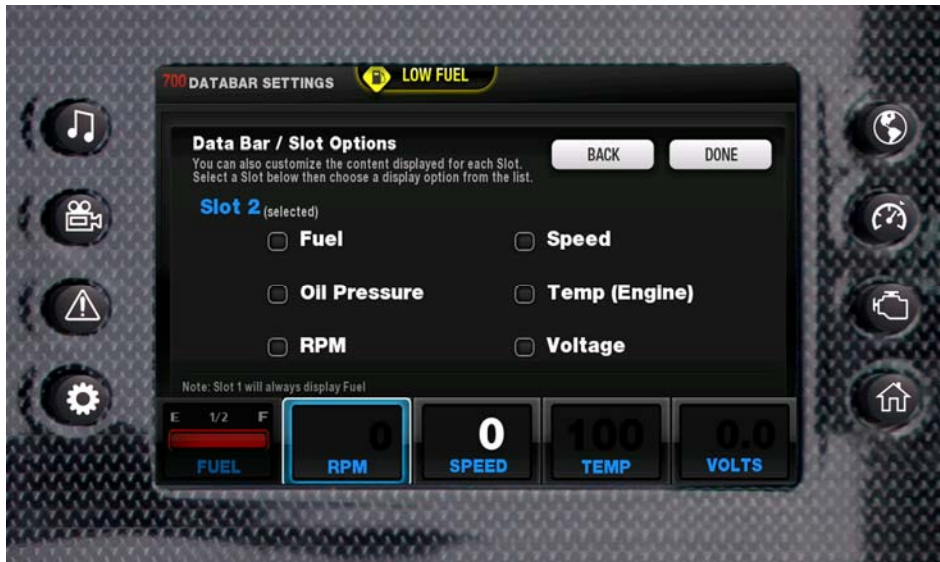 700 DATABAR SETTINGS
LOW FUEL
Data Bar / Slot Options
You can also customize the content displayed for each Slot.
Select a Slot below then choose a display option from the list.
BACK
DONE
Slot 2 (selected)
Fuel
Speed
Oil Pressure
Temp (Engine)
RPM
Voltage
Note: Slot 1 will always display Fuel
E 1/2 F
FUEL
0
RPM
0
SPEED
100
TEMP
0.0
VOLTS